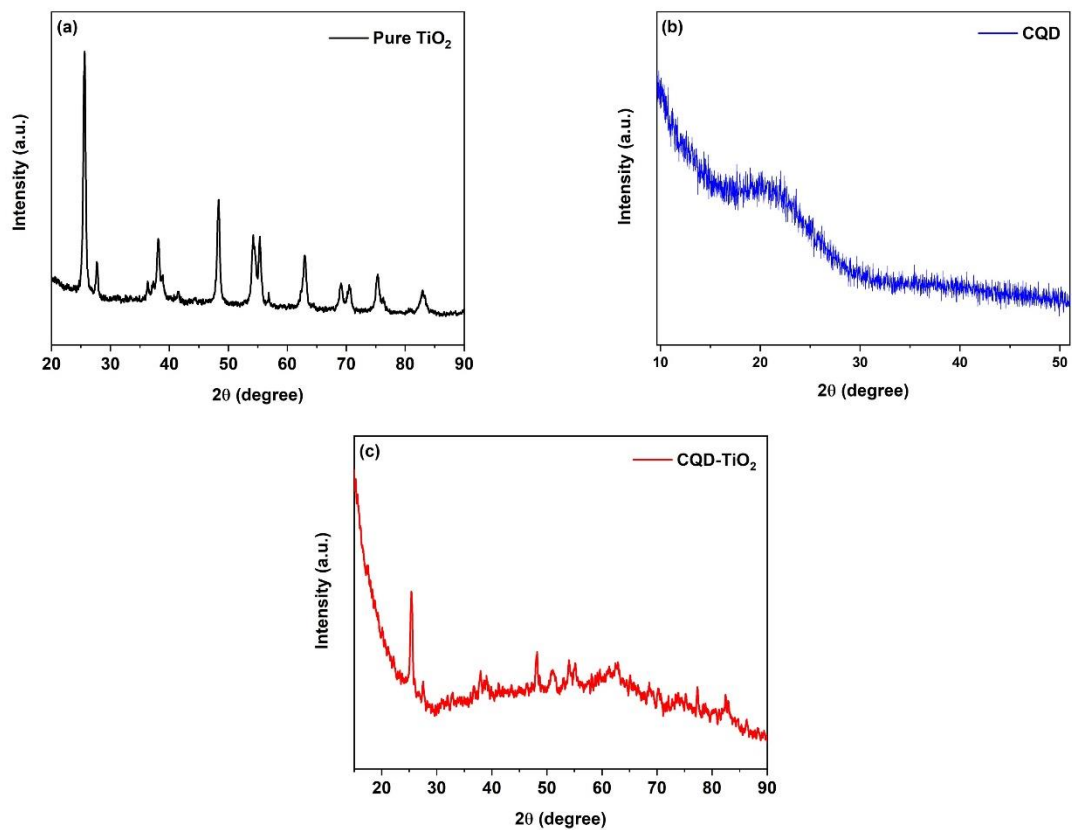 (a)
Pure TiO₂
Intensity (a.u.)
20 30 40 50 60 70 80 90
2θ (degree)
(b)
CQD
Intensity (a.u.)
10 20 30 40 50
2θ (degree)
(c)
CQD-TiO₂
Intensity (a.u.)
20 30 40 50 60 70 80 90
2θ (degree)